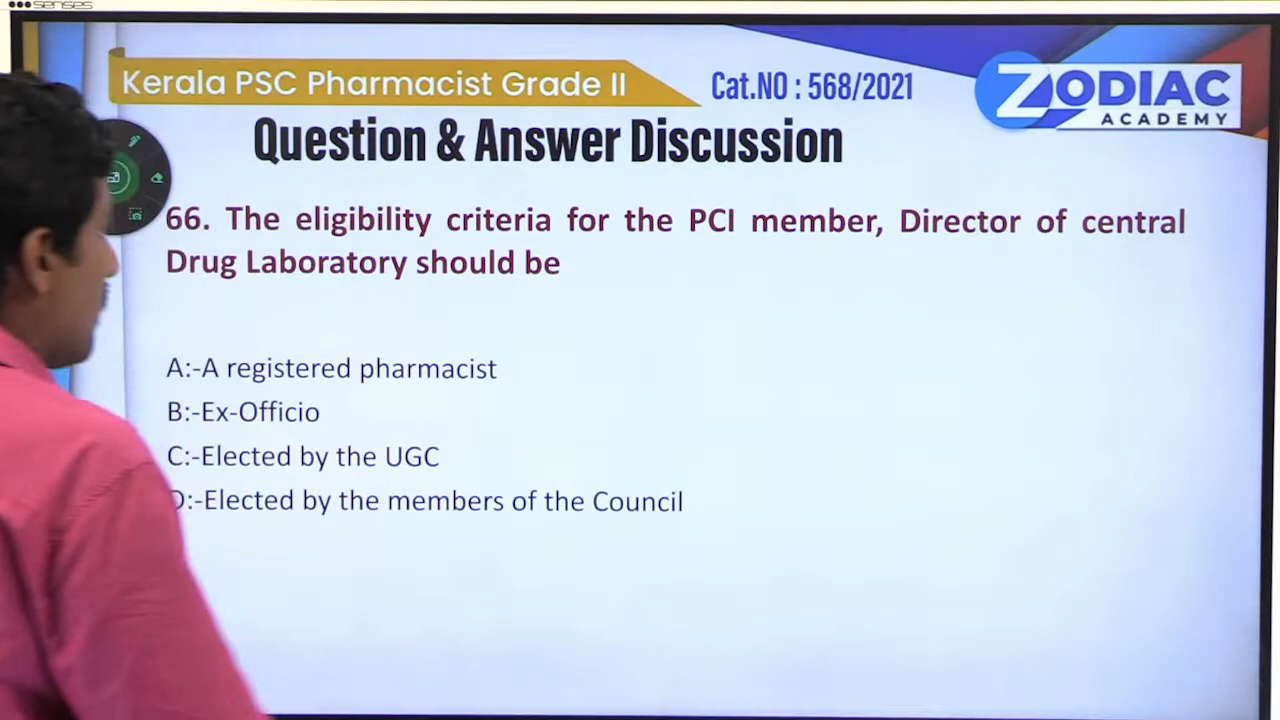 senses
Kerala PSC Pharmacist Grade II
Cat.NO : 568/2021
ZODIAC
ACADEMY
Question & Answer Discussion
66. The eligibility criteria for the PCI member, Director of central
Drug Laboratory should be
A:-A registered pharmacist
B:-Ex-Officio
C:-Elected by the UGC
D:-Elected by the members of the Council